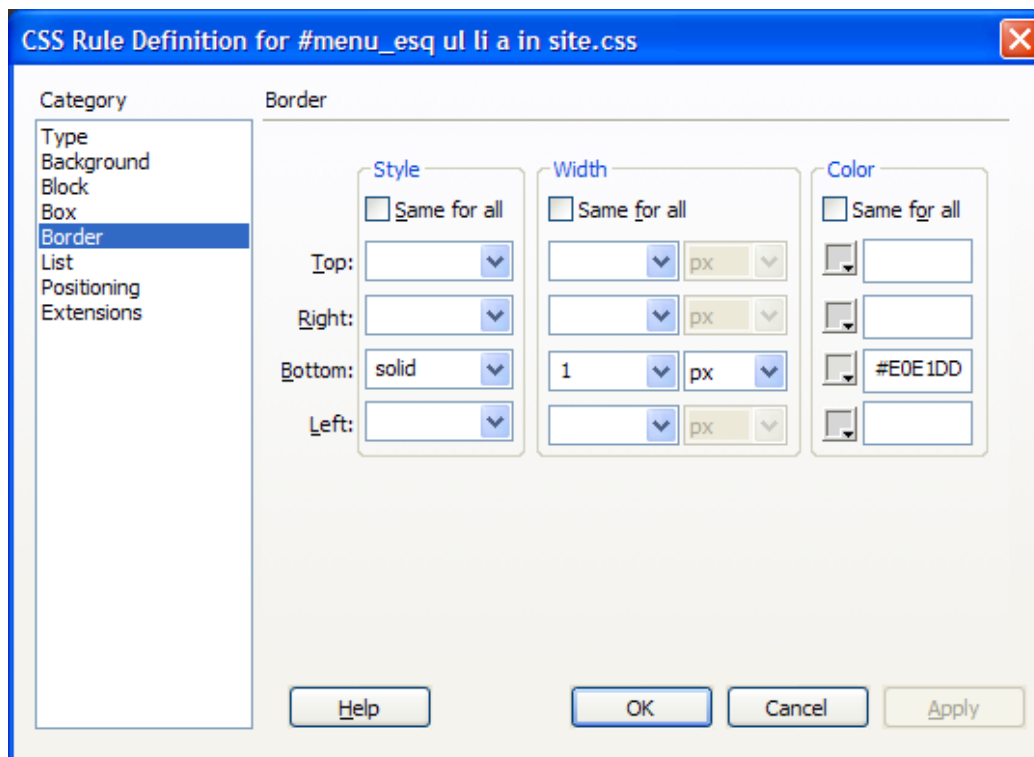 CSS Rule Definition for #menu_esq ul li a in site.css
Category
Border
Type
Background
Block
Box
Border
List
Positioning
Extensions
Style
Width
Color
Same for all
Same for all
Same for all
Top:
px
Right:
px
Bottom:
solid
1
px
#E0E1DD
Left:
px
Help
OK
Cancel
Apply